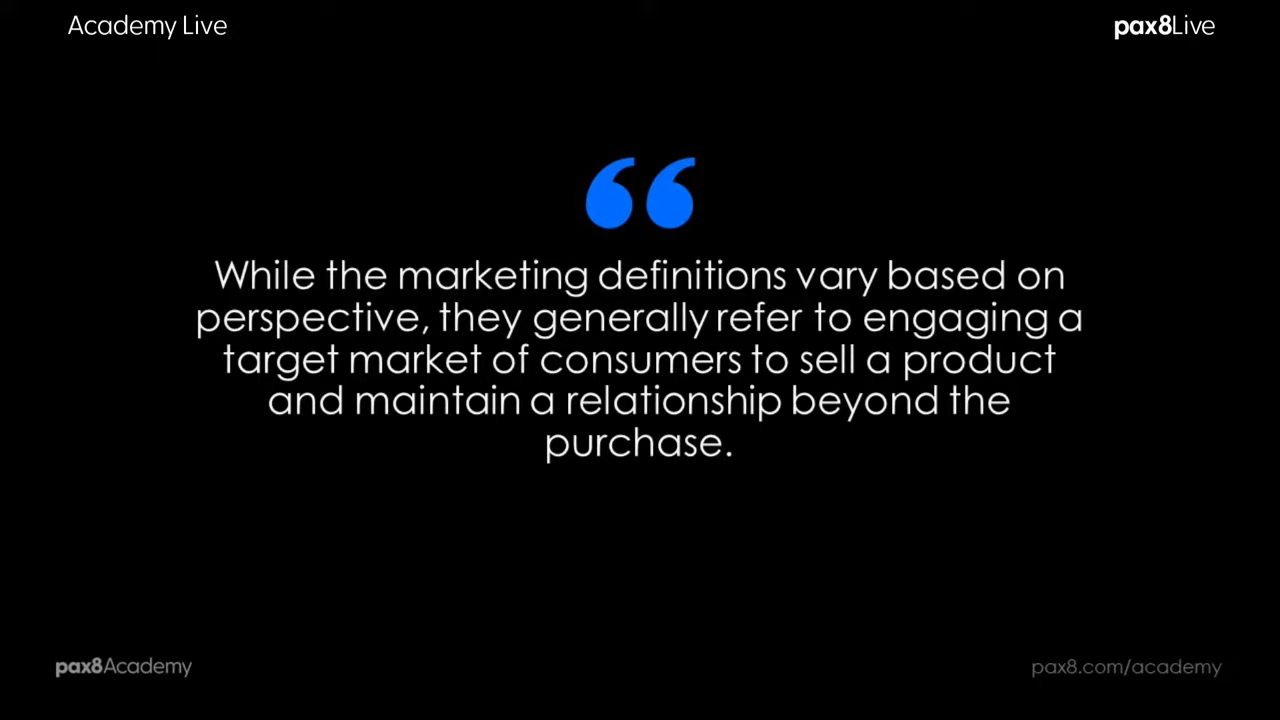 Academy Live
pax8Live
“
While the marketing definitions vary based on
perspective, they generally refer to engaging a
target market of consumers to sell a product
and maintain a relationship beyond the
purchase.
pax8Academy
pax8.com/academy